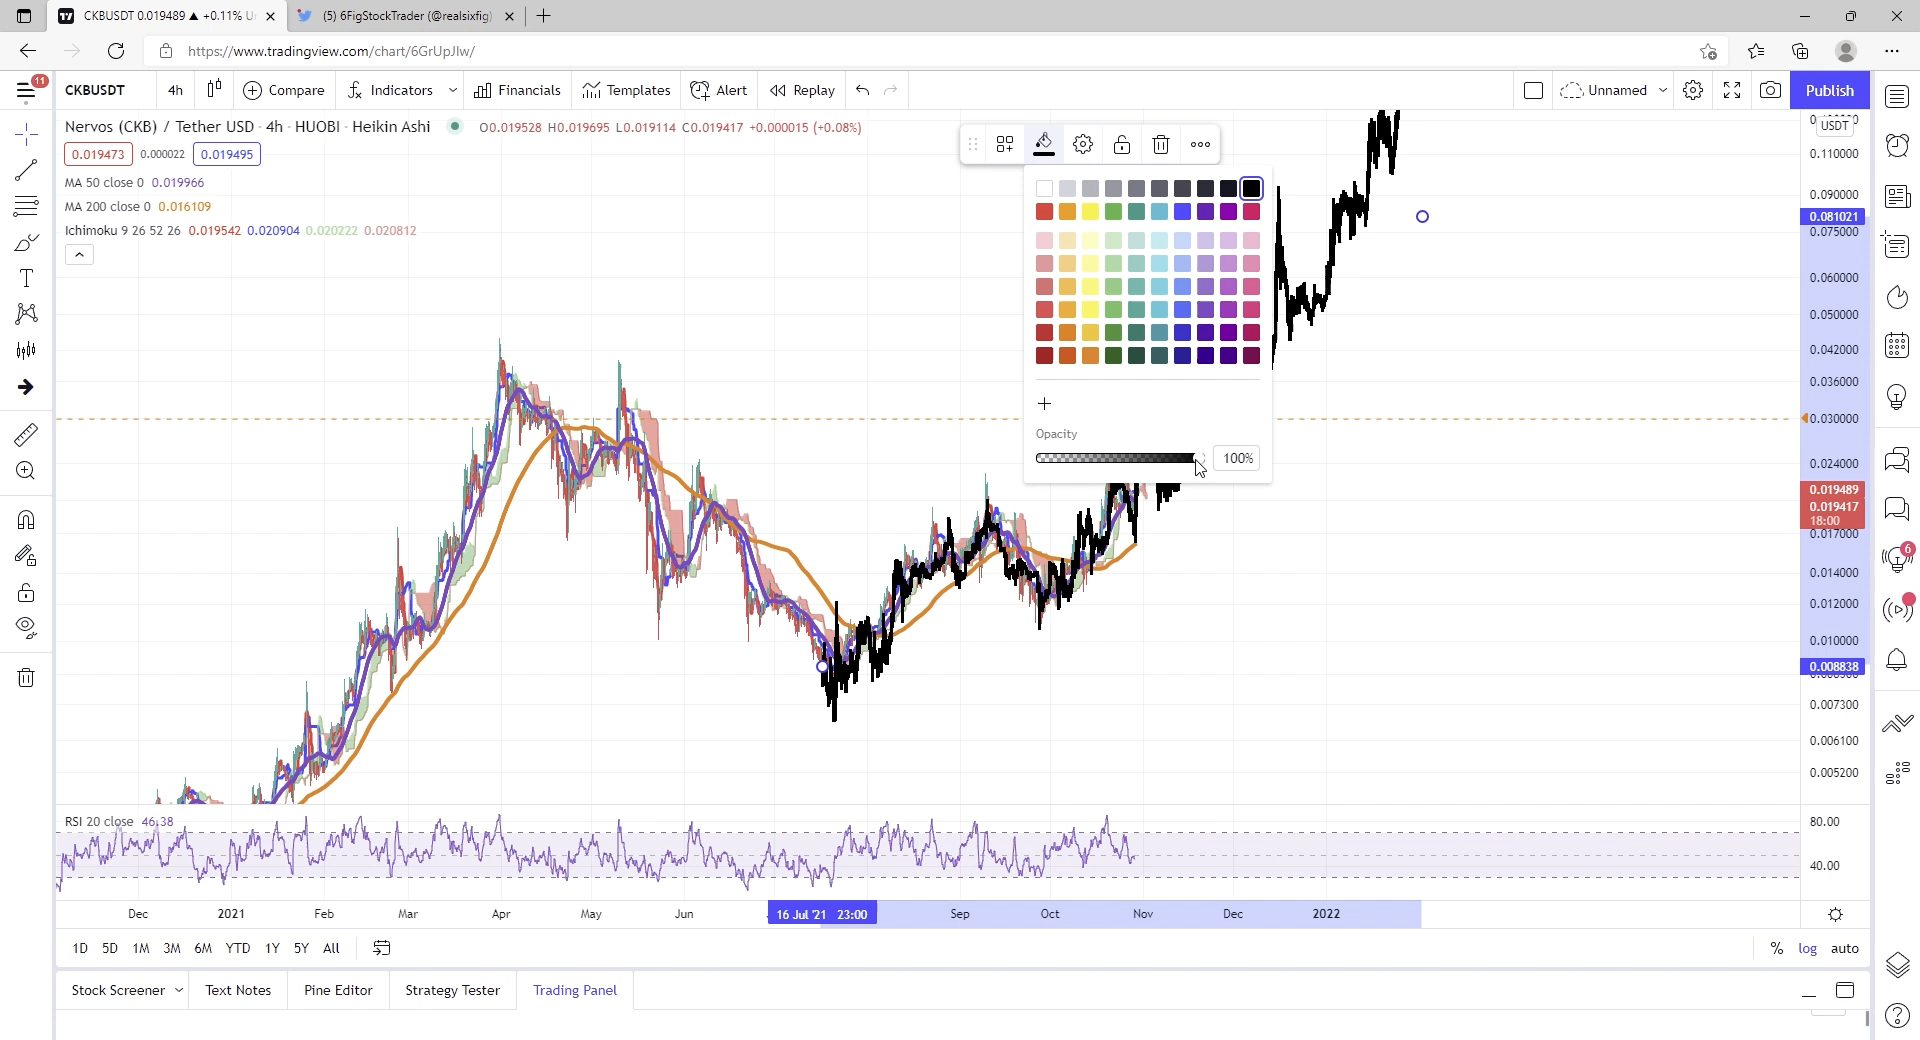 CKBUSDT 0.019489 ▲ +0.11% U
(5) 6FigStockTrader (@realsixfig)
https://www.tradingview.com/chart/6GrUpJIw/
11
CKBUSDT
4h
Compare
Indicators
Financials
Templates
Alert
Replay
Unnamed
Publish
Nervos (CKB) / Tether USD · 4h · HUOBI · Heikin Ashi
O0.019528 H0.019695 L0.019114 C0.019417 +0.000015 (+0.08%)
0.019473
0.000022
0.019495
MA 50 close 0 0.019966
MA 200 close 0 0.016109
Ichimoku 9 26 52 26 0.019542 0.020904 0.020222 0.020812
Opacity
100%
USDT
0.110000
0.090000
0.081021
0.075000
0.060000
0.050000
0.042000
0.036000
0.030000
0.024000
0.019489
0.019417
18:00
0.017000
0.014000
0.012000
0.010000
0.008838
0.007300
0.006100
0.005200
6
RSI 20 close 46.38
80.00
40.00
Dec
2021
Feb
Mar
Apr
May
Jun
16 Jul '21 23:00
Sep
Oct
Nov
Dec
2022
1D
5D
1M
3M
6M
YTD
1Y
5Y
All
%
log
auto
Stock Screener
Text Notes
Pine Editor
Strategy Tester
Trading Panel